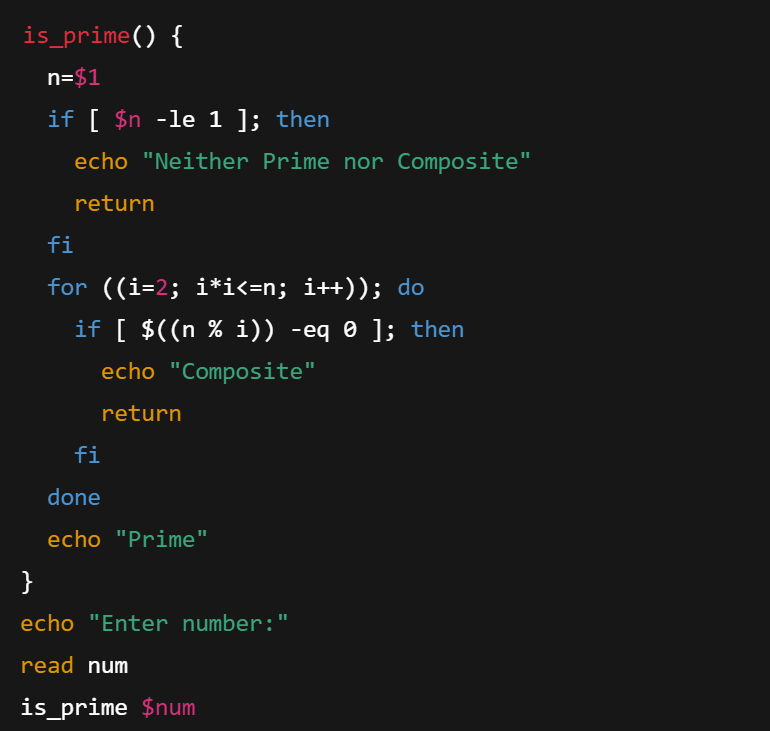 is_prime() {
  n=$1
  if [ $n -le 1 ]; then
    echo "Neither Prime nor Composite"
    return
  fi
  for ((i=2; i*i<=n; i++)); do
    if [ $((n % i)) -eq 0 ]; then
      echo "Composite"
      return
    fi
  done
  echo "Prime"
}
echo "Enter number:"
read num
is_prime $num